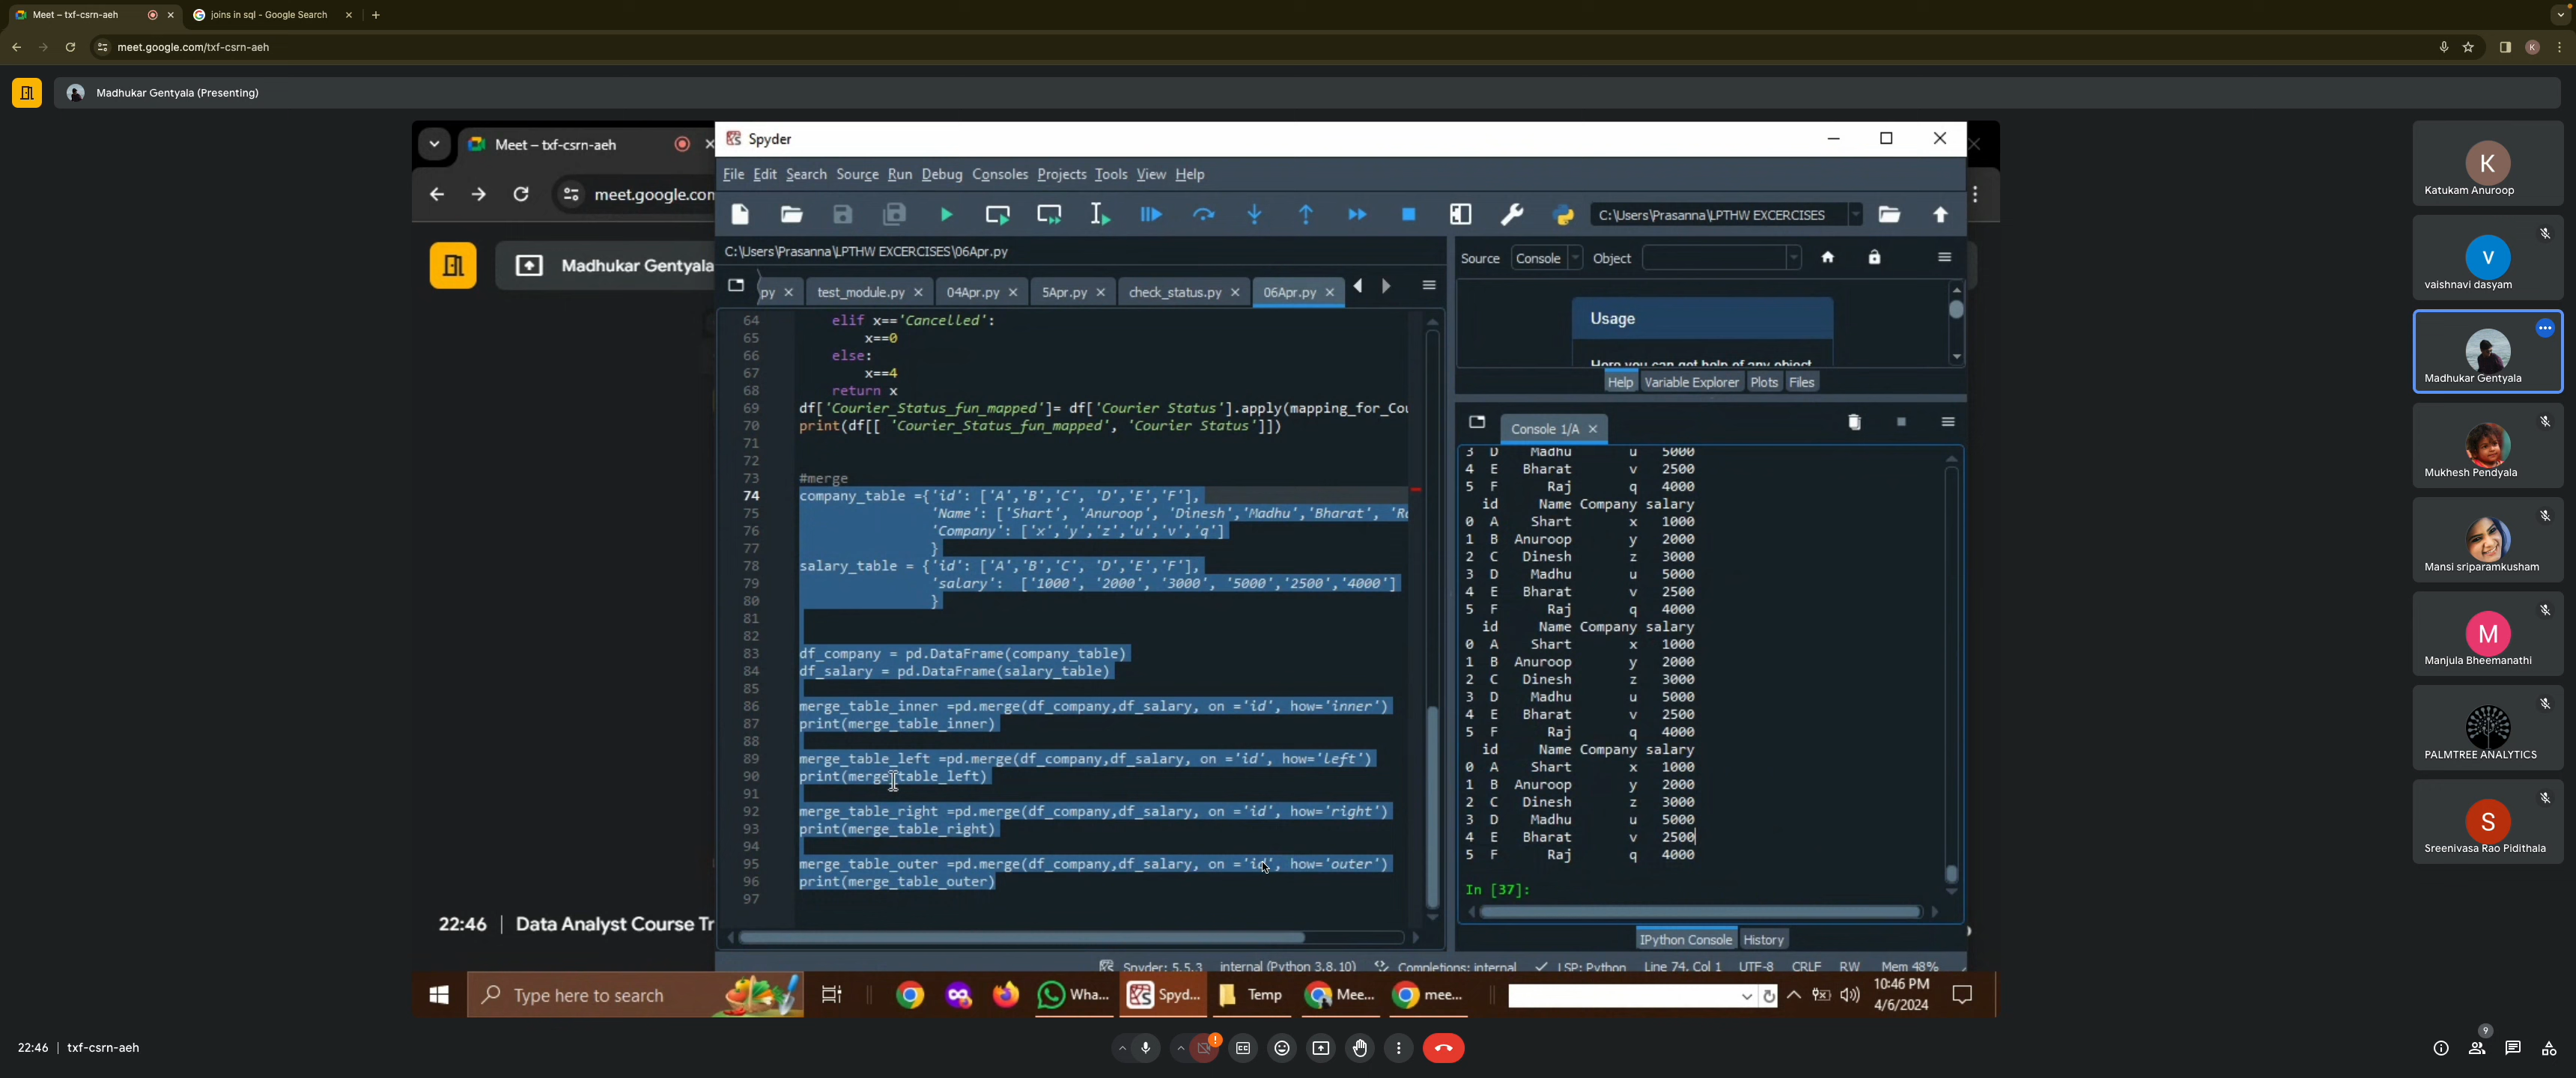 Meet – txf-csrn-aeh
joins in sql - Google Search
meet.google.com/txf-csrn-aeh
K
Madhukar Gentyala (Presenting)
Meet – txf-csrn-aeh
meet.google.com
Madhukar Gentyala
22:46 | Data Analyst Course Tr
Spyder
File Edit Search Source Run Debug Consoles Projects Tools View Help
C:\Users\Prasanna\LPTHW EXCERCISES
C:\Users\Prasanna\LPTHW EXCERCISES\06Apr.py
py
test_module.py
04Apr.py
5Apr.py
check_status.py
06Apr.py
64 elif x=='Cancelled':
65 x==0
66 else:
67 x==4
68 return x
69 df['Courier_Status_fun_mapped']= df['Courier Status'].apply(mapping_for_Cou
70 print(df[[ 'Courier_Status_fun_mapped', 'Courier Status']])
71
72
73 #merge
74 company_table ={'id': ['A','B','C', 'D','E','F'],
75 'Name': ['Shart', 'Anuroop', 'Dinesh','Madhu','Bharat', 'Ra
76 'Company': ['x','y','z','u','v','q']
77 }
78 salary_table = {'id': ['A','B','C', 'D','E','F'],
79 'salary': ['1000', '2000', '3000', '5000','2500','4000']
80 }
81
82
83 df_company = pd.DataFrame(company_table)
84 df_salary = pd.DataFrame(salary_table)
85
86 merge_table_inner =pd.merge(df_company,df_salary, on ='id', how='inner')
87 print(merge_table_inner)
88
89 merge_table_left =pd.merge(df_company,df_salary, on ='id', how='left')
90 print(merge_table_left)
91
92 merge_table_right =pd.merge(df_company,df_salary, on ='id', how='right')
93 print(merge_table_right)
94
95 merge_table_outer =pd.merge(df_company,df_salary, on ='id', how='outer')
96 print(merge_table_outer)
97
Source Console Object
Usage
Here you can get help of any object
Help Variable Explorer Plots Files
Console 1/A
3 D Madhu u 5000
4 E Bharat v 2500
5 F Raj q 4000
id Name Company salary
0 A Shart x 1000
1 B Anuroop y 2000
2 C Dinesh z 3000
3 D Madhu u 5000
4 E Bharat v 2500
5 F Raj q 4000
id Name Company salary
0 A Shart x 1000
1 B Anuroop y 2000
2 C Dinesh z 3000
3 D Madhu u 5000
4 E Bharat v 2500
5 F Raj q 4000
id Name Company salary
0 A Shart x 1000
1 B Anuroop y 2000
2 C Dinesh z 3000
3 D Madhu u 5000
4 E Bharat v 2500
5 F Raj q 4000
In [37]:
IPython Console History
Spyder: 5.5.3 internal (Python 3.8.10) Completions: internal LSP: Python Line 74, Col 1 UTF-8 CRLF RW Mem 48%
Type here to search
Wha...
Spyd...
Temp
Mee...
mee...
10:46 PM
4/6/2024
K
Katukam Anuroop
v
vaishnavi dasyam
Madhukar Gentyala
Mukhesh Pendyala
Mansi sriparamkusham
M
Manjula Bheemanathi
PALMTREE ANALYTICS
S
Sreenivasa Rao Pidithala
22:46 | txf-csrn-aeh
9